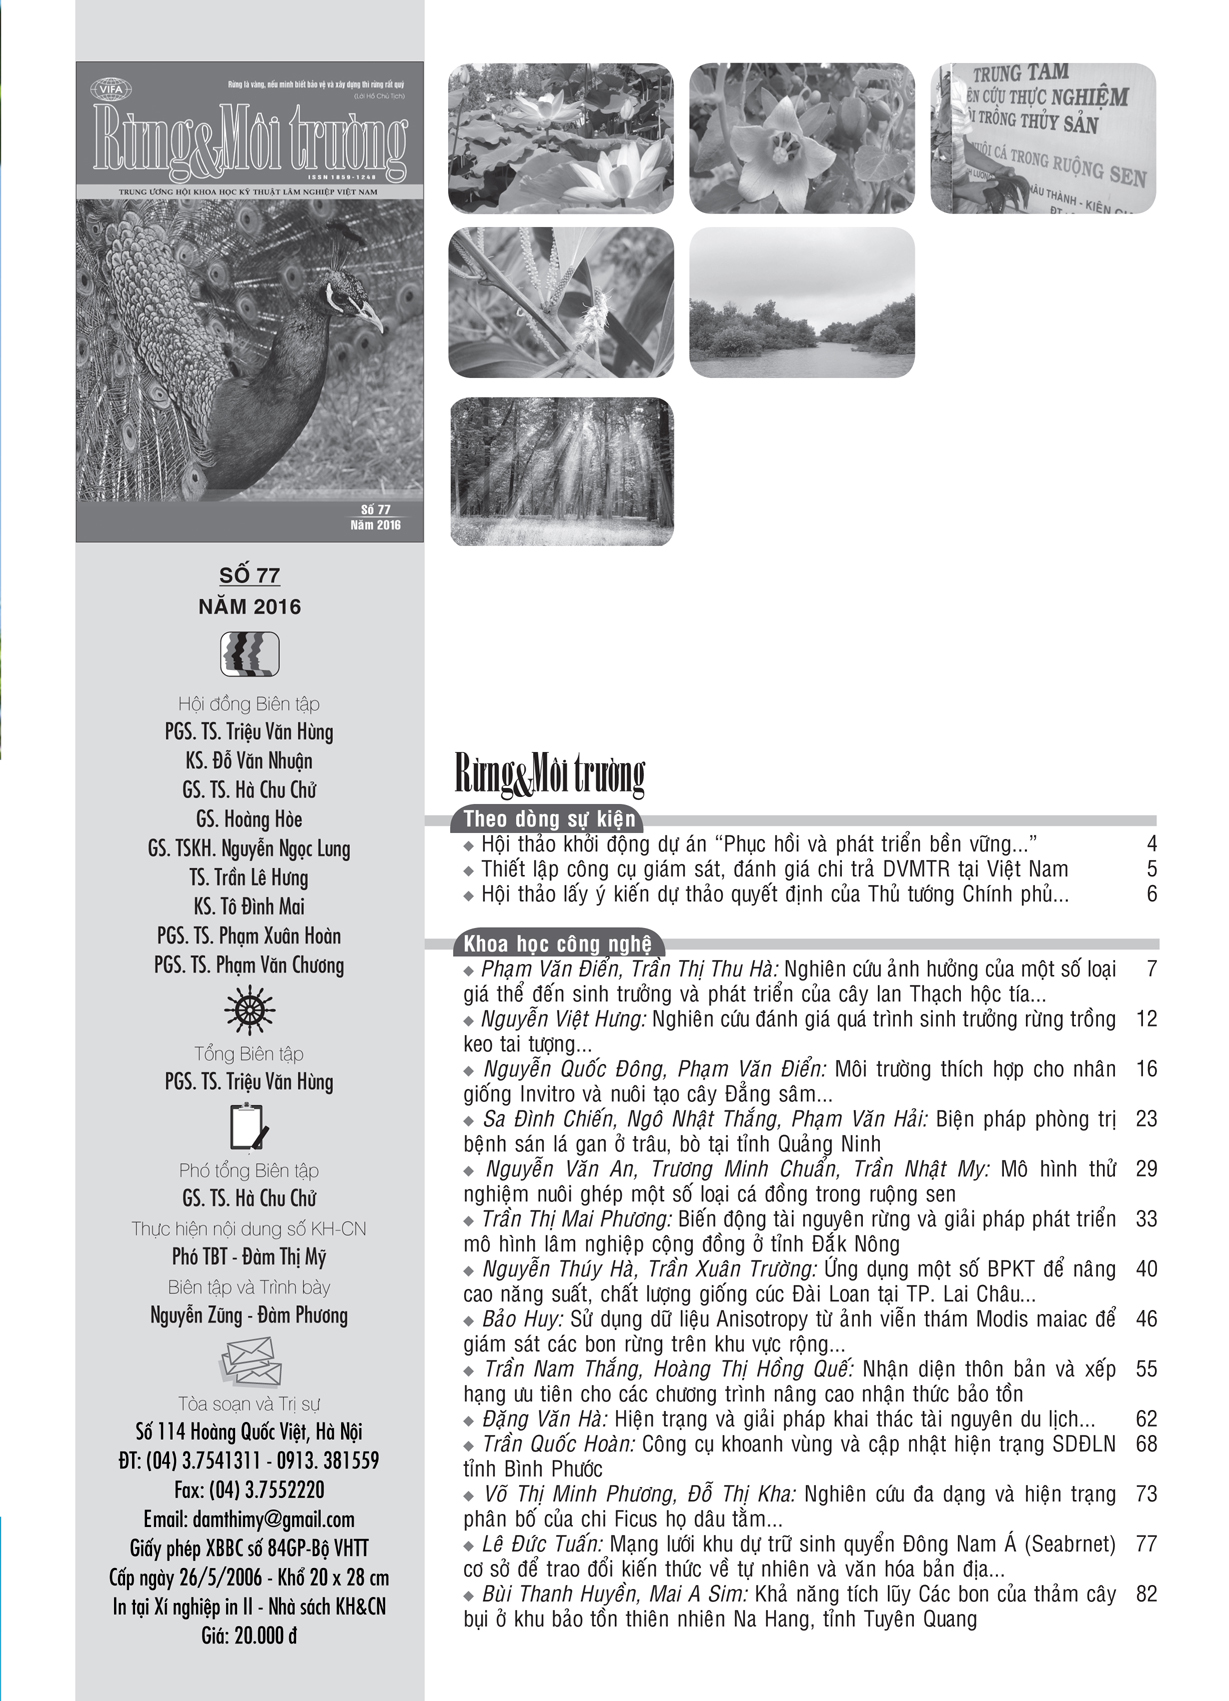 VIFA
Rừng là vàng, nếu mình biết bảo vệ và xây dựng thì rừng rất quý
(Lời Hồ Chủ Tịch)
Rừng&Môi trường
ISSN 1859-1248
TRUNG ƯƠNG HỘI KHOA HỌC KỸ THUẬT LÂM NGHIỆP VIỆT NAM
Số 77
Năm 2016
SỐ 77
NĂM 2016
Hội đồng Biên tập
PGS. TS. Triệu Văn Hùng
KS. Đỗ Văn Nhuận
GS. TS. Hà Chu Chử
GS. Hoàng Hòe
GS. TSKH. Nguyễn Ngọc Lung
TS. Trần Lê Hưng
KS. Tô Đình Mai
PGS. TS. Phạm Xuân Hoàn
PGS. TS. Phạm Văn Chương
Tổng Biên tập
PGS. TS. Triệu Văn Hùng
Phó tổng Biên tập
GS. TS. Hà Chu Chử
Thực hiện nội dung số KH-CN
Phó TBT - Đàm Thị Mỹ
Biên tập và Trình bày
Nguyễn Zũng - Đàm Phương
Tòa soạn và Trị sự
Số 114 Hoàng Quốc Việt, Hà Nội
ĐT: (04) 3.7541311 - 0913. 381559
Fax: (04) 3.7552220
Email: damthimy@gmail.com
Giấy phép XBBC số 84GP-Bộ VHTT
Cấp ngày 26/5/2006 - Khổ 20 x 28 cm
In tại Xí nghiệp in II - Nhà sách KH&CN
Giá: 20.000 đ
TRUNG TÂM
ÊN CỨU THỰC NGHIỆM
ÔI TRỒNG THỦY SẢN
NUÔI CÁ TRONG RUỘNG SEN
HÂU THÀNH - KIÊN GI
ĐT
Rừng&Môi trường
Theo dòng sự kiện
◆ Hội thảo khởi động dự án “Phục hồi và phát triển bền vững...” 4
◆ Thiết lập công cụ giám sát, đánh giá chi trả DVMTR tại Việt Nam 5
◆ Hội thảo lấy ý kiến dự thảo quyết định của Thủ tướng Chính phủ... 6
Khoa học công nghệ
◆ Phạm Văn Điển, Trần Thị Thu Hà: Nghiên cứu ảnh hưởng của một số loại 7
giá thể đến sinh trưởng và phát triển của cây lan Thạch hộc tía...
◆ Nguyễn Việt Hưng: Nghiên cứu đánh giá quá trình sinh trưởng rừng trồng 12
keo tai tượng...
◆ Nguyễn Quốc Đông, Phạm Văn Điển: Môi trường thích hợp cho nhân 16
giống Invitro và nuôi tạo cây Đẳng sâm...
◆ Sa Đình Chiến, Ngô Nhật Thắng, Phạm Văn Hải: Biện pháp phòng trị 23
bệnh sán lá gan ở trâu, bò tại tỉnh Quảng Ninh
◆ Nguyễn Văn An, Trương Minh Chuẩn, Trần Nhật My: Mô hình thử 29
nghiệm nuôi ghép một số loại cá đồng trong ruộng sen
◆ Trần Thị Mai Phương: Biến động tài nguyên rừng và giải pháp phát triển 33
mô hình lâm nghiệp cộng đồng ở tỉnh Đắk Nông
◆ Nguyễn Thúy Hà, Trần Xuân Trường: Ứng dụng một số BPKT để nâng 40
cao năng suất, chất lượng giống cúc Đài Loan tại TP. Lai Châu...
◆ Bảo Huy: Sử dụng dữ liệu Anisotropy từ ảnh viễn thám Modis maiac để 46
giám sát các bon rừng trên khu vực rộng...
◆ Trần Nam Thắng, Hoàng Thị Hồng Quế: Nhận diện thôn bản và xếp 55
hạng ưu tiên cho các chương trình nâng cao nhận thức bảo tồn
◆ Đặng Văn Hà: Hiện trạng và giải pháp khai thác tài nguyên du lịch... 62
◆ Trần Quốc Hoàn: Công cụ khoanh vùng và cập nhật hiện trạng SDĐLN 68
tỉnh Bình Phước
◆ Võ Thị Minh Phương, Đỗ Thị Kha: Nghiên cứu đa dạng và hiện trạng 73
phân bố của chi Ficus họ dâu tằm...
◆ Lê Đức Tuấn: Mạng lưới khu dự trữ sinh quyển Đông Nam Á (Seabrnet) 77
cơ sở để trao đổi kiến thức về tự nhiên và văn hóa bản địa...
◆ Bùi Thanh Huyền, Mai A Sim: Khả năng tích lũy Các bon của thảm cây 82
bụi ở khu bảo tồn thiên nhiên Na Hang, tỉnh Tuyên Quang